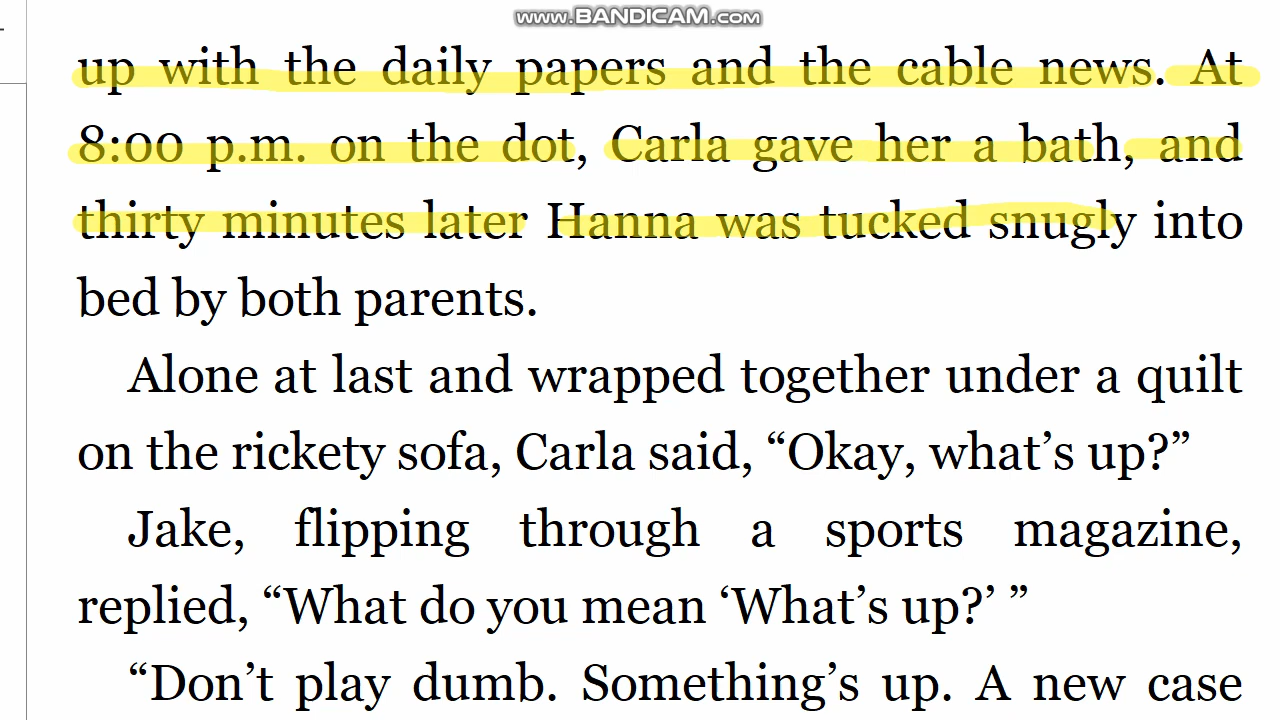 www.BANDICAM.com
up with the daily papers and the cable news. At
8:00 p.m. on the dot, Carla gave her a bath, and
thirty minutes later Hanna was tucked snugly into
bed by both parents.
Alone at last and wrapped together under a quilt
on the rickety sofa, Carla said, “Okay, what’s up?”
Jake, flipping through a sports magazine,
replied, “What do you mean ‘What’s up?’ ”
“Don’t play dumb. Something’s up. A new case